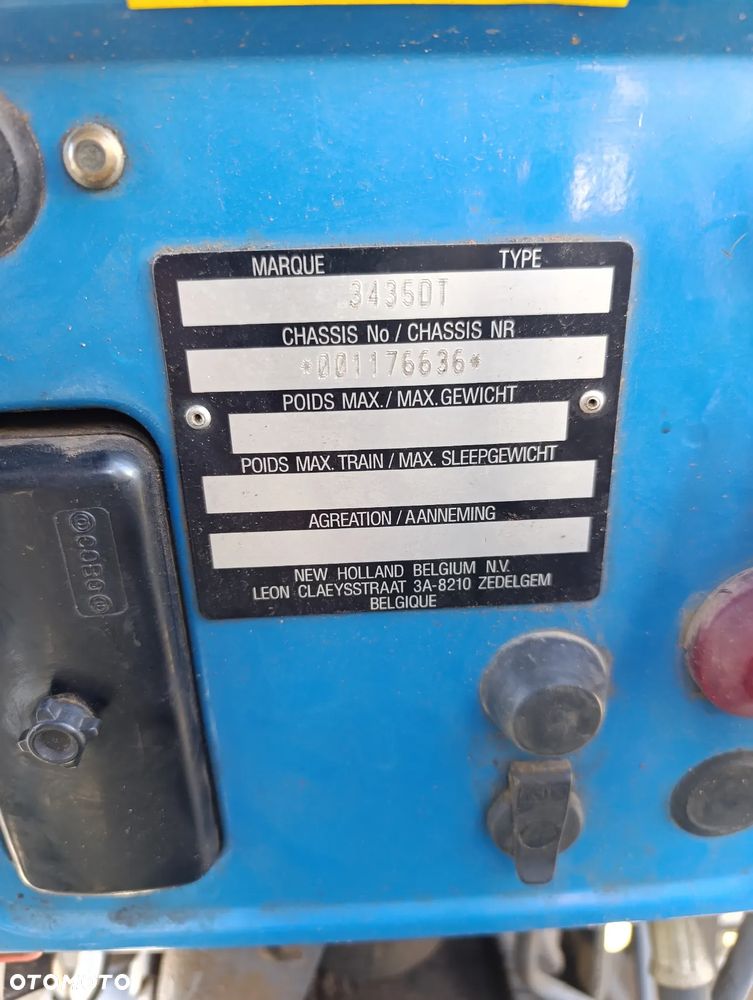 MARQUE TYPE
3435DT
CHASSIS No / CHASSIS NR
*001176636*
POIDS MAX. / MAX. GEWICHT
POIDS MAX. TRAIN / MAX. SLEEPGEWICHT
AGREATION / AANNEMING
NEW HOLLAND BELGIUM N.V.
LEON CLAEYSSTRAAT 3A-8210 ZEDELGEM
BELGIQUE
COBO
OTOMOTO